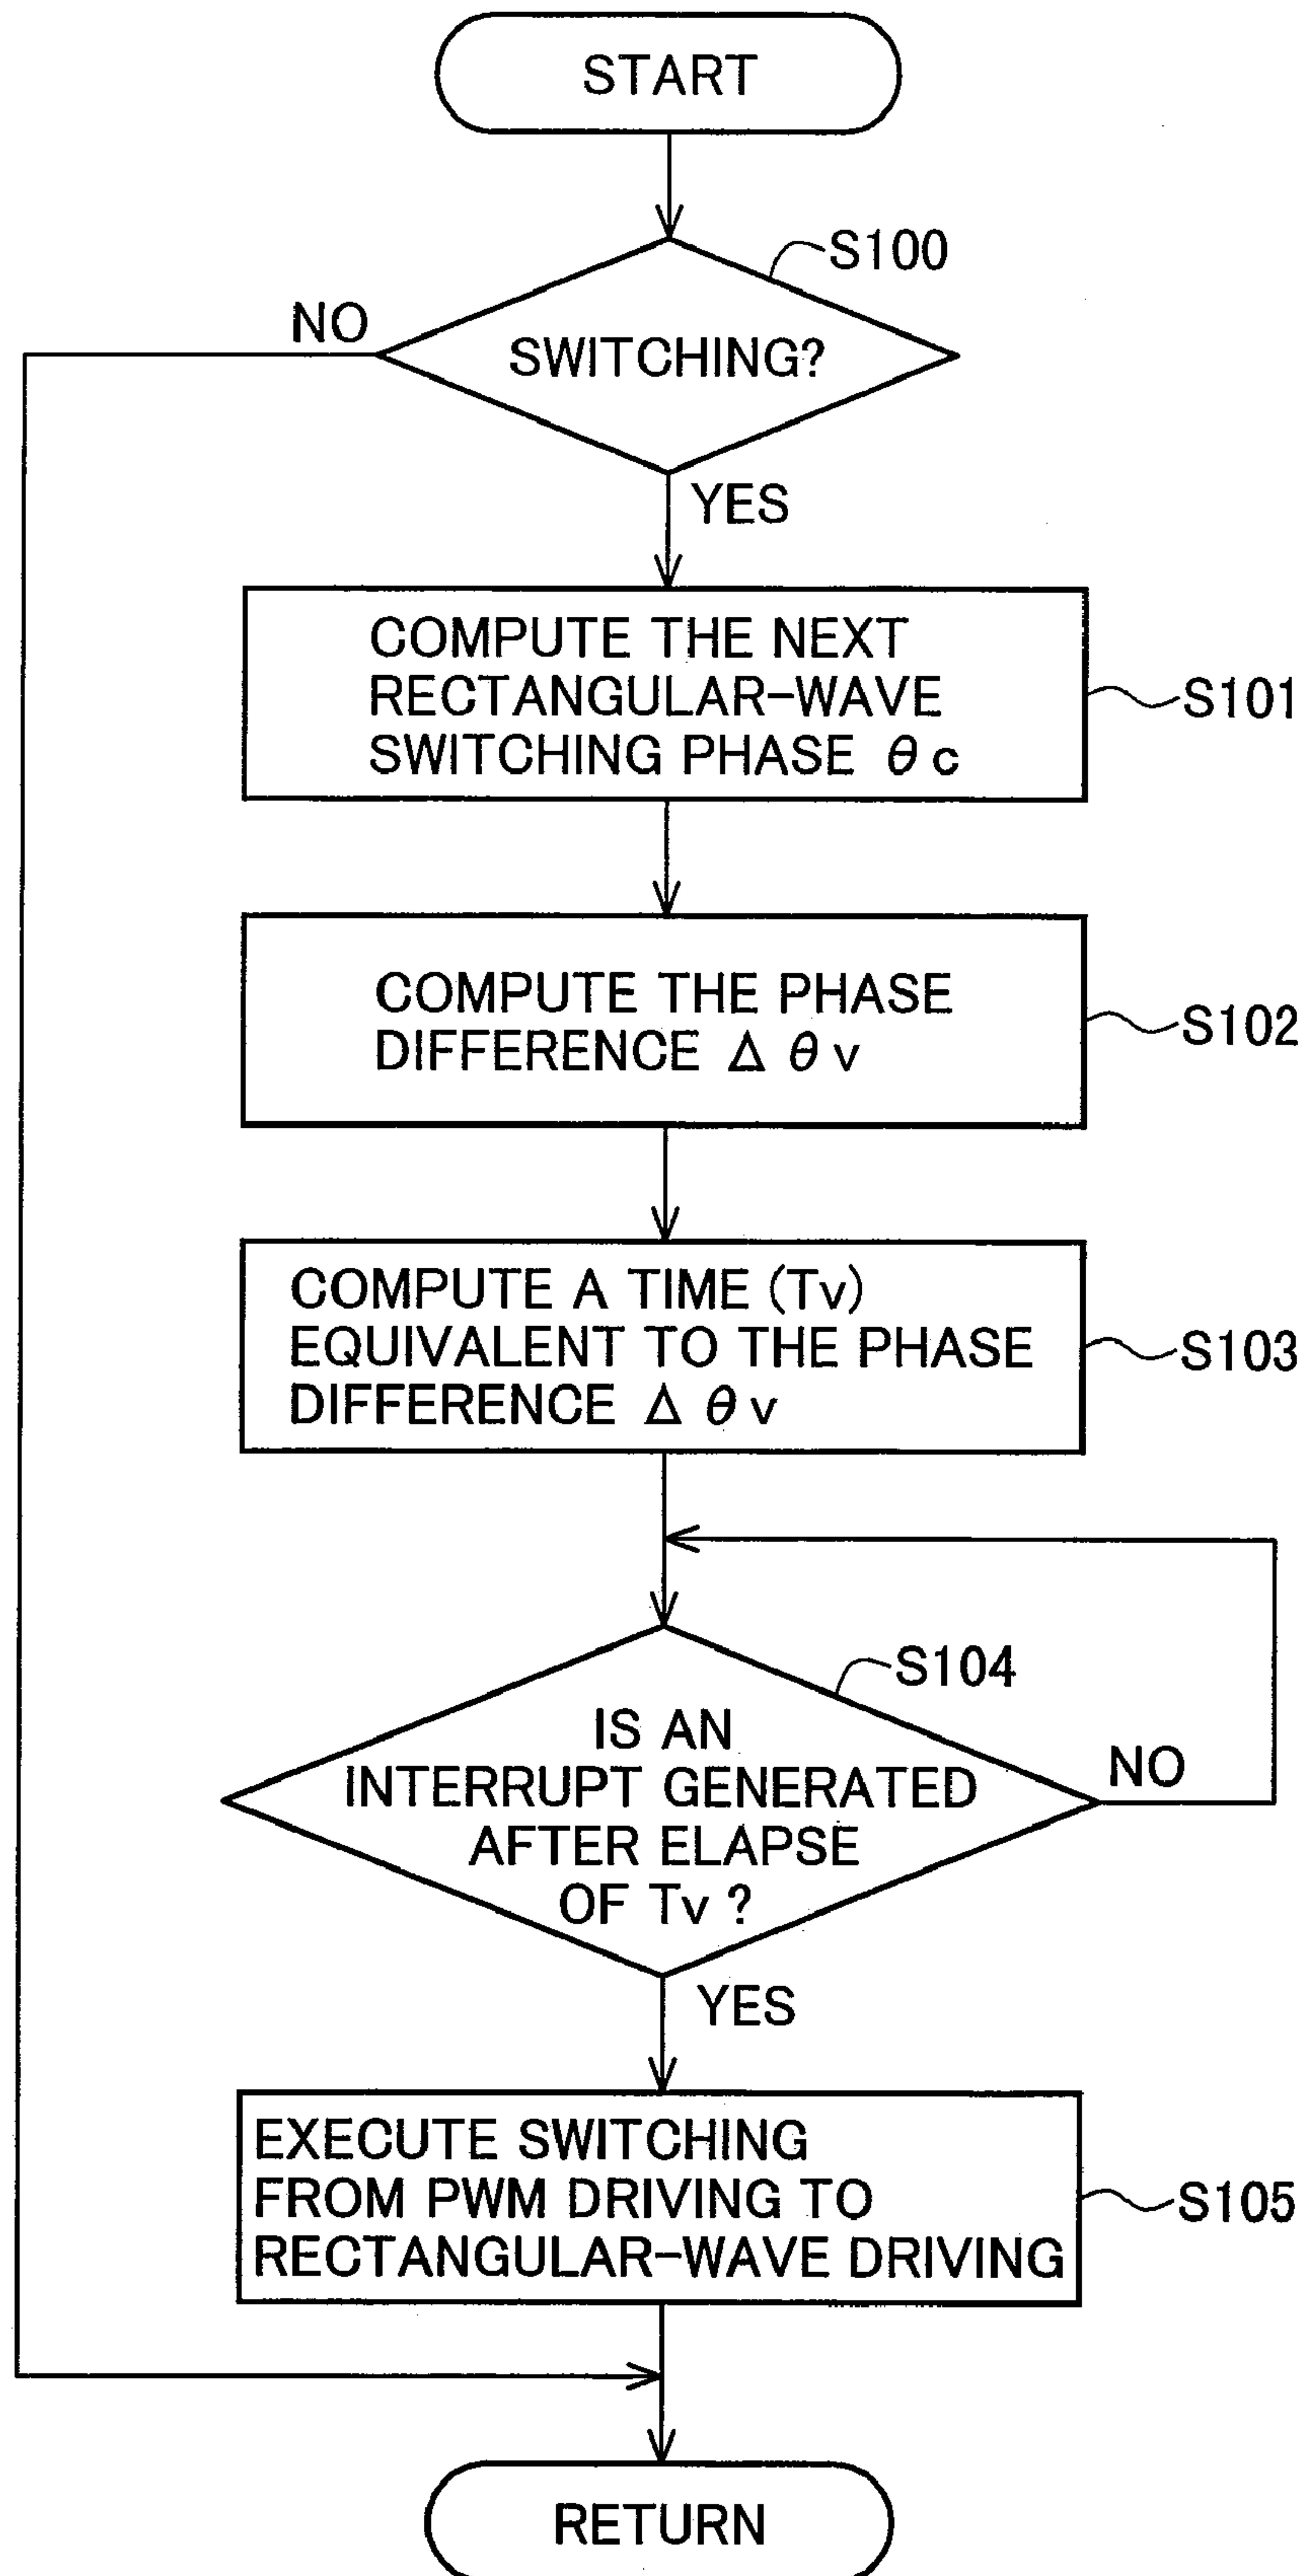 START
S100
NO
SWITCHING?
YES
COMPUTE THE NEXT
RECTANGULAR-WAVE
SWITCHING PHASE θc
S101
COMPUTE THE PHASE
DIFFERENCE Δθv
S102
COMPUTE A TIME (Tv)
EQUIVALENT TO THE PHASE
DIFFERENCE Δθv
S103
S104
IS AN
INTERRUPT GENERATED
AFTER ELAPSE
OF Tv ?
NO
YES
EXECUTE SWITCHING
FROM PWM DRIVING TO
RECTANGULAR-WAVE DRIVING
S105
RETURN